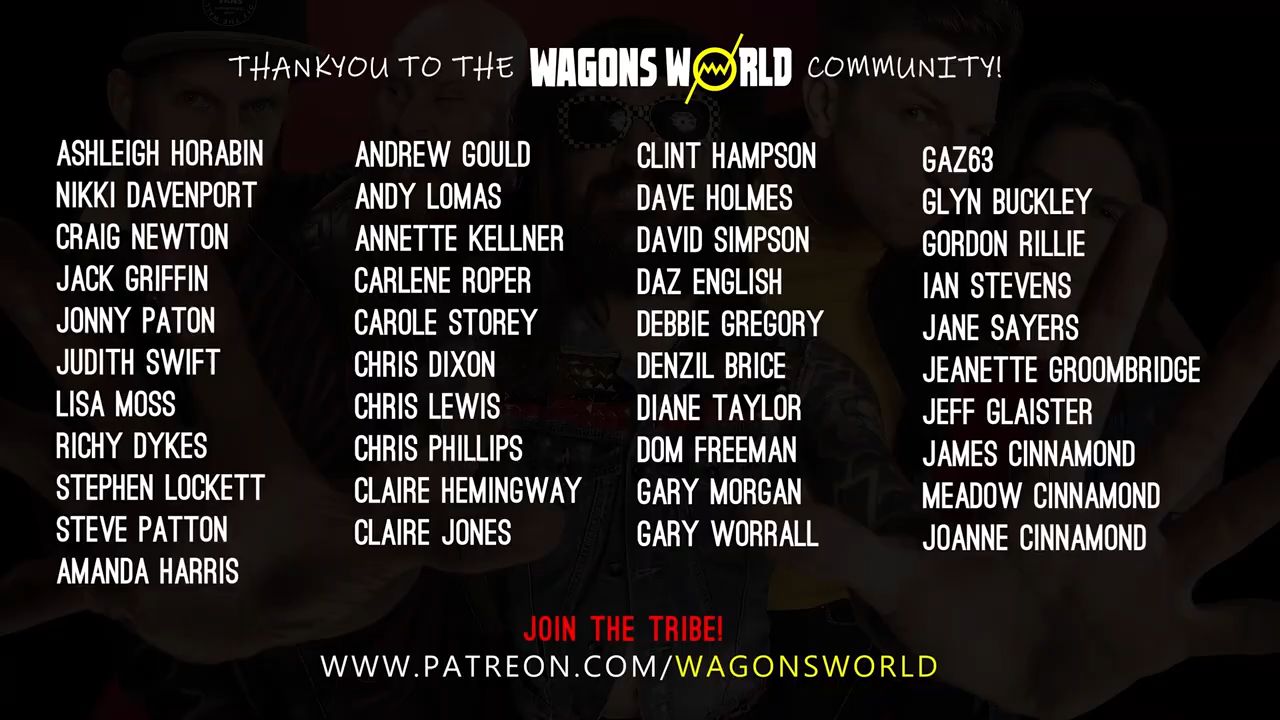 THANKYOU TO THE WAGONS WORLD COMMUNITY!
ASHLEIGH HORABIN
NIKKI DAVENPORT
CRAIG NEWTON
JACK GRIFFIN
JONNY PATON
JUDITH SWIFT
LISA MOSS
RICHY DYKES
STEPHEN LOCKETT
STEVE PATTON
AMANDA HARRIS
ANDREW GOULD
ANDY LOMAS
ANNETTE KELLNER
CARLENE ROPER
CAROLE STOREY
CHRIS DIXON
CHRIS LEWIS
CHRIS PHILLIPS
CLAIRE HEMINGWAY
CLAIRE JONES
CLINT HAMPSON
DAVE HOLMES
DAVID SIMPSON
DAZ ENGLISH
DEBBIE GREGORY
DENZIL BRICE
DIANE TAYLOR
DOM FREEMAN
GARY MORGAN
GARY WORRALL
GAZ63
GLYN BUCKLEY
GORDON RILLIE
IAN STEVENS
JANE SAYERS
JEANETTE GROOMBRIDGE
JEFF GLAISTER
JAMES CINNAMOND
MEADOW CINNAMOND
JOANNE CINNAMOND
JOIN THE TRIBE!
WWW.PATREON.COM/WAGONSWORLD